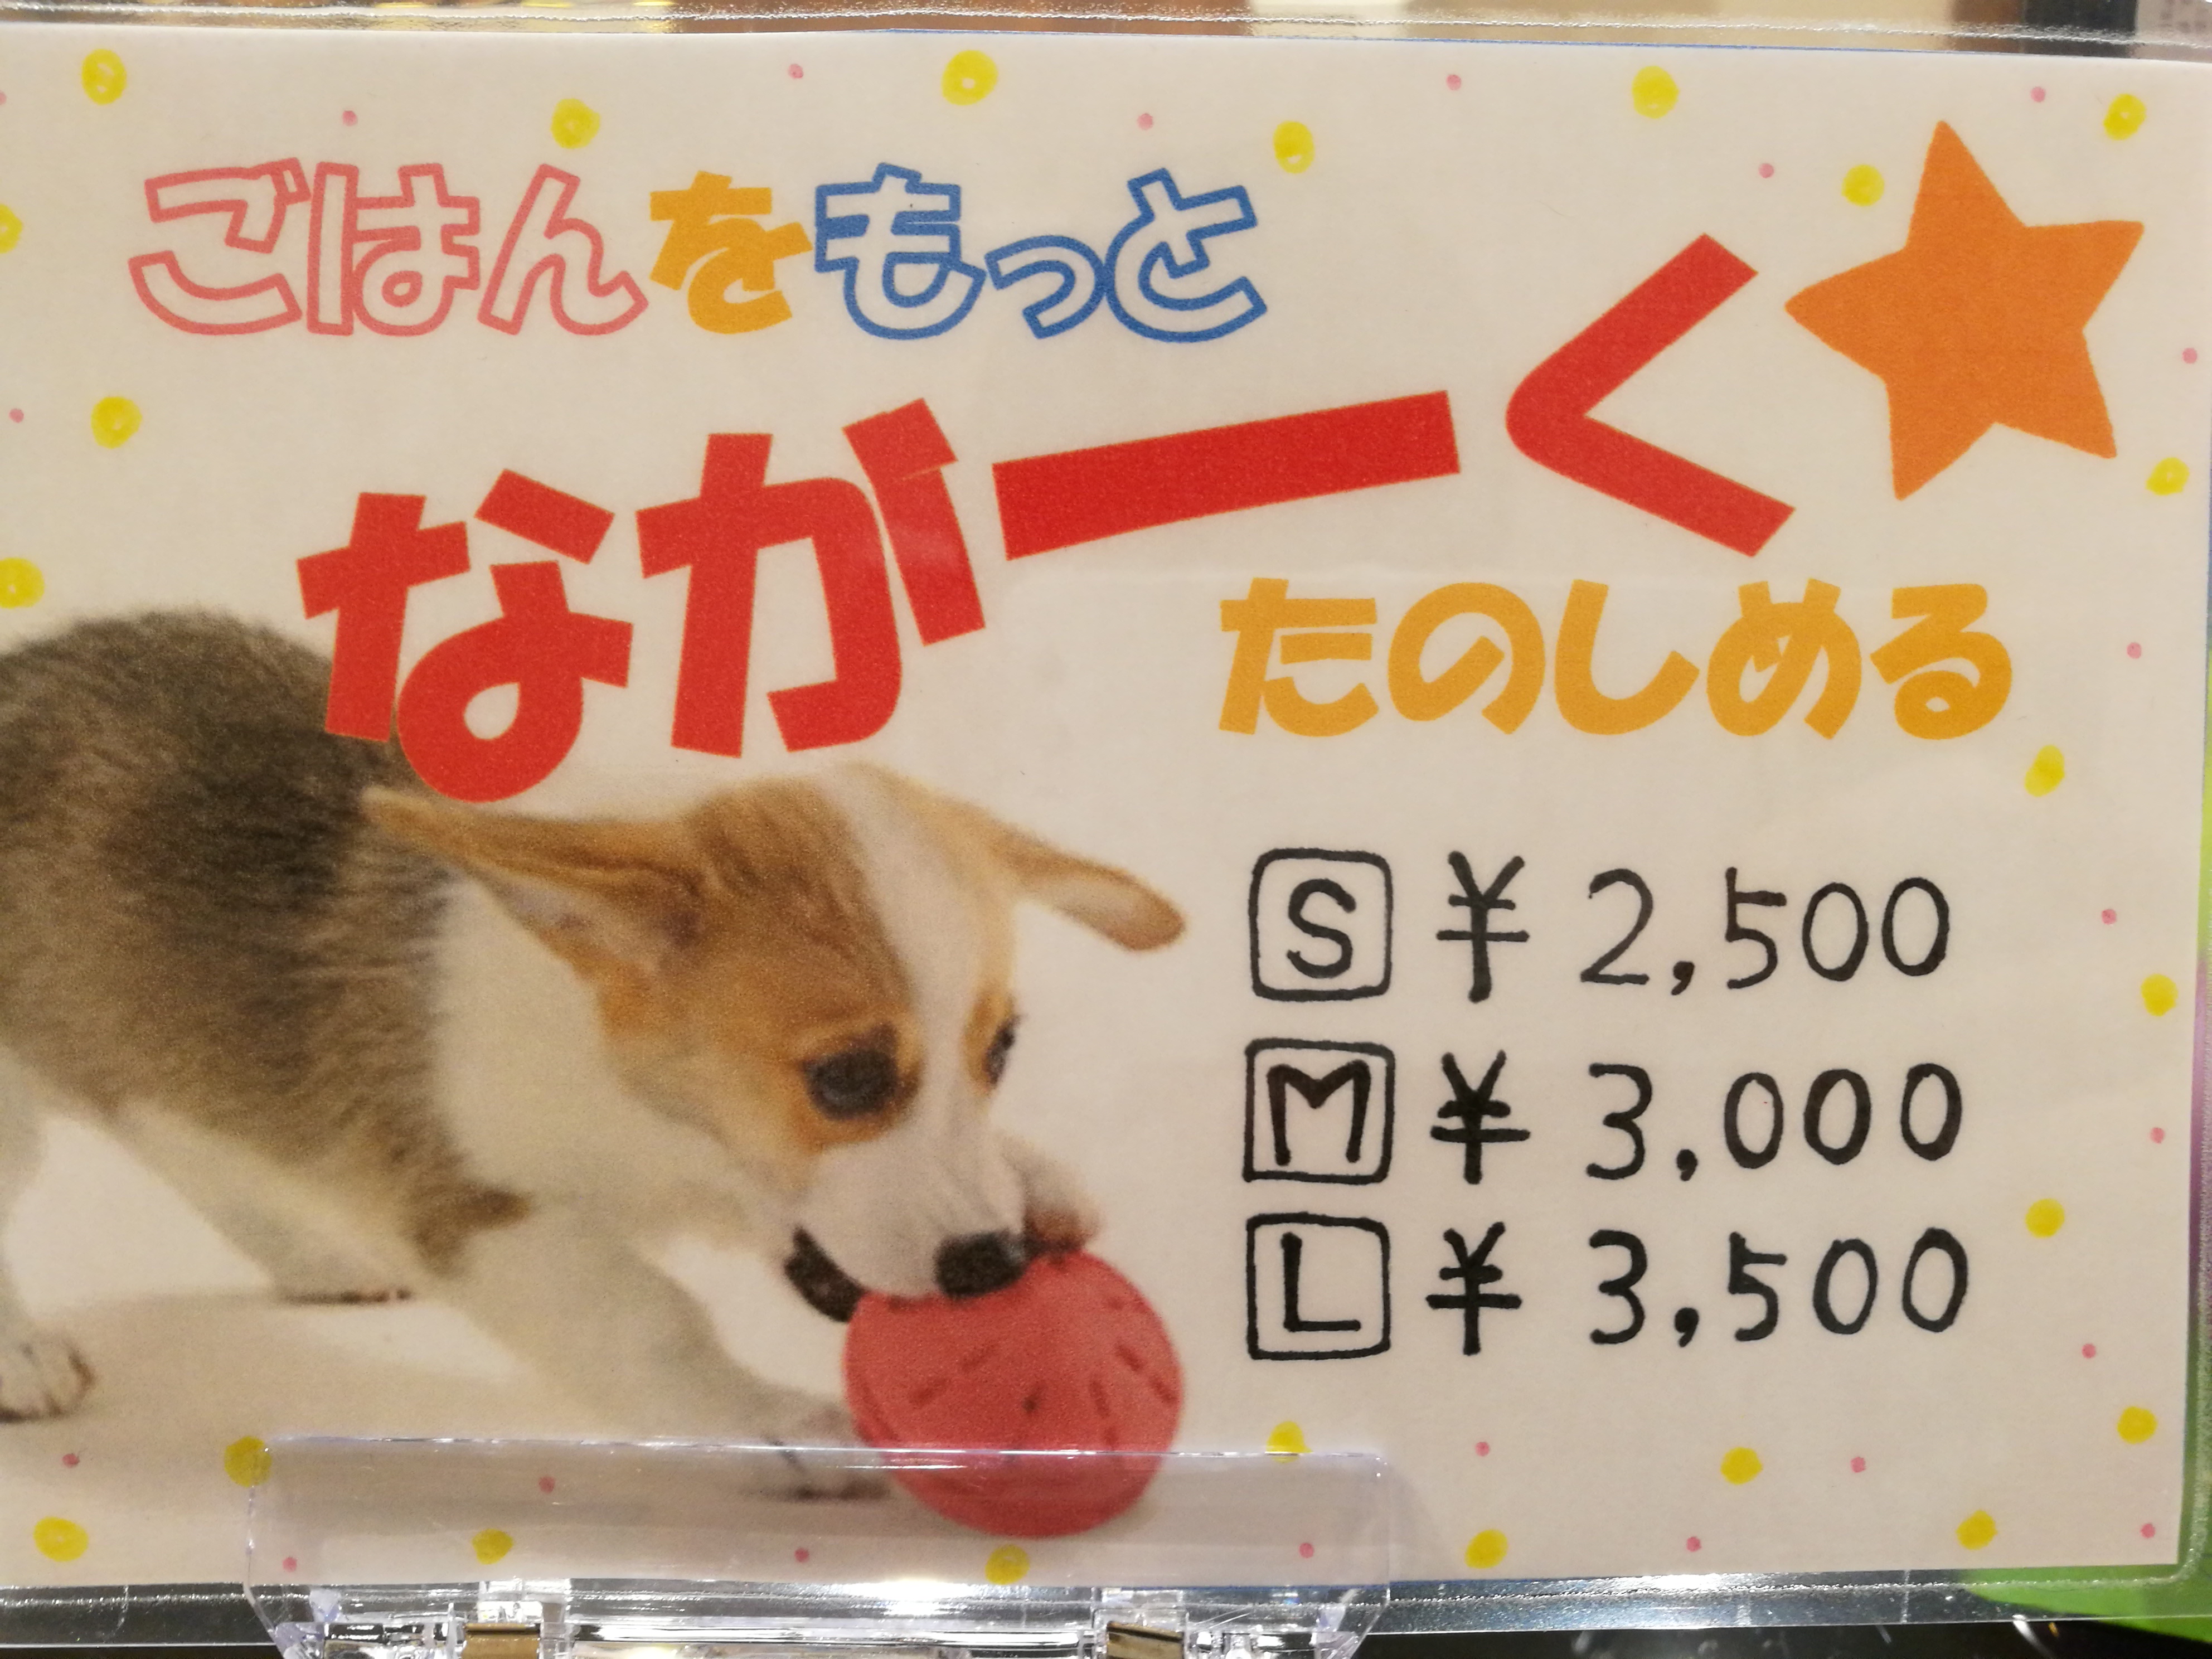 ごはんをもっと
なが―く
たのしめる
S ¥2,500
M ¥3,000
L ¥3,500